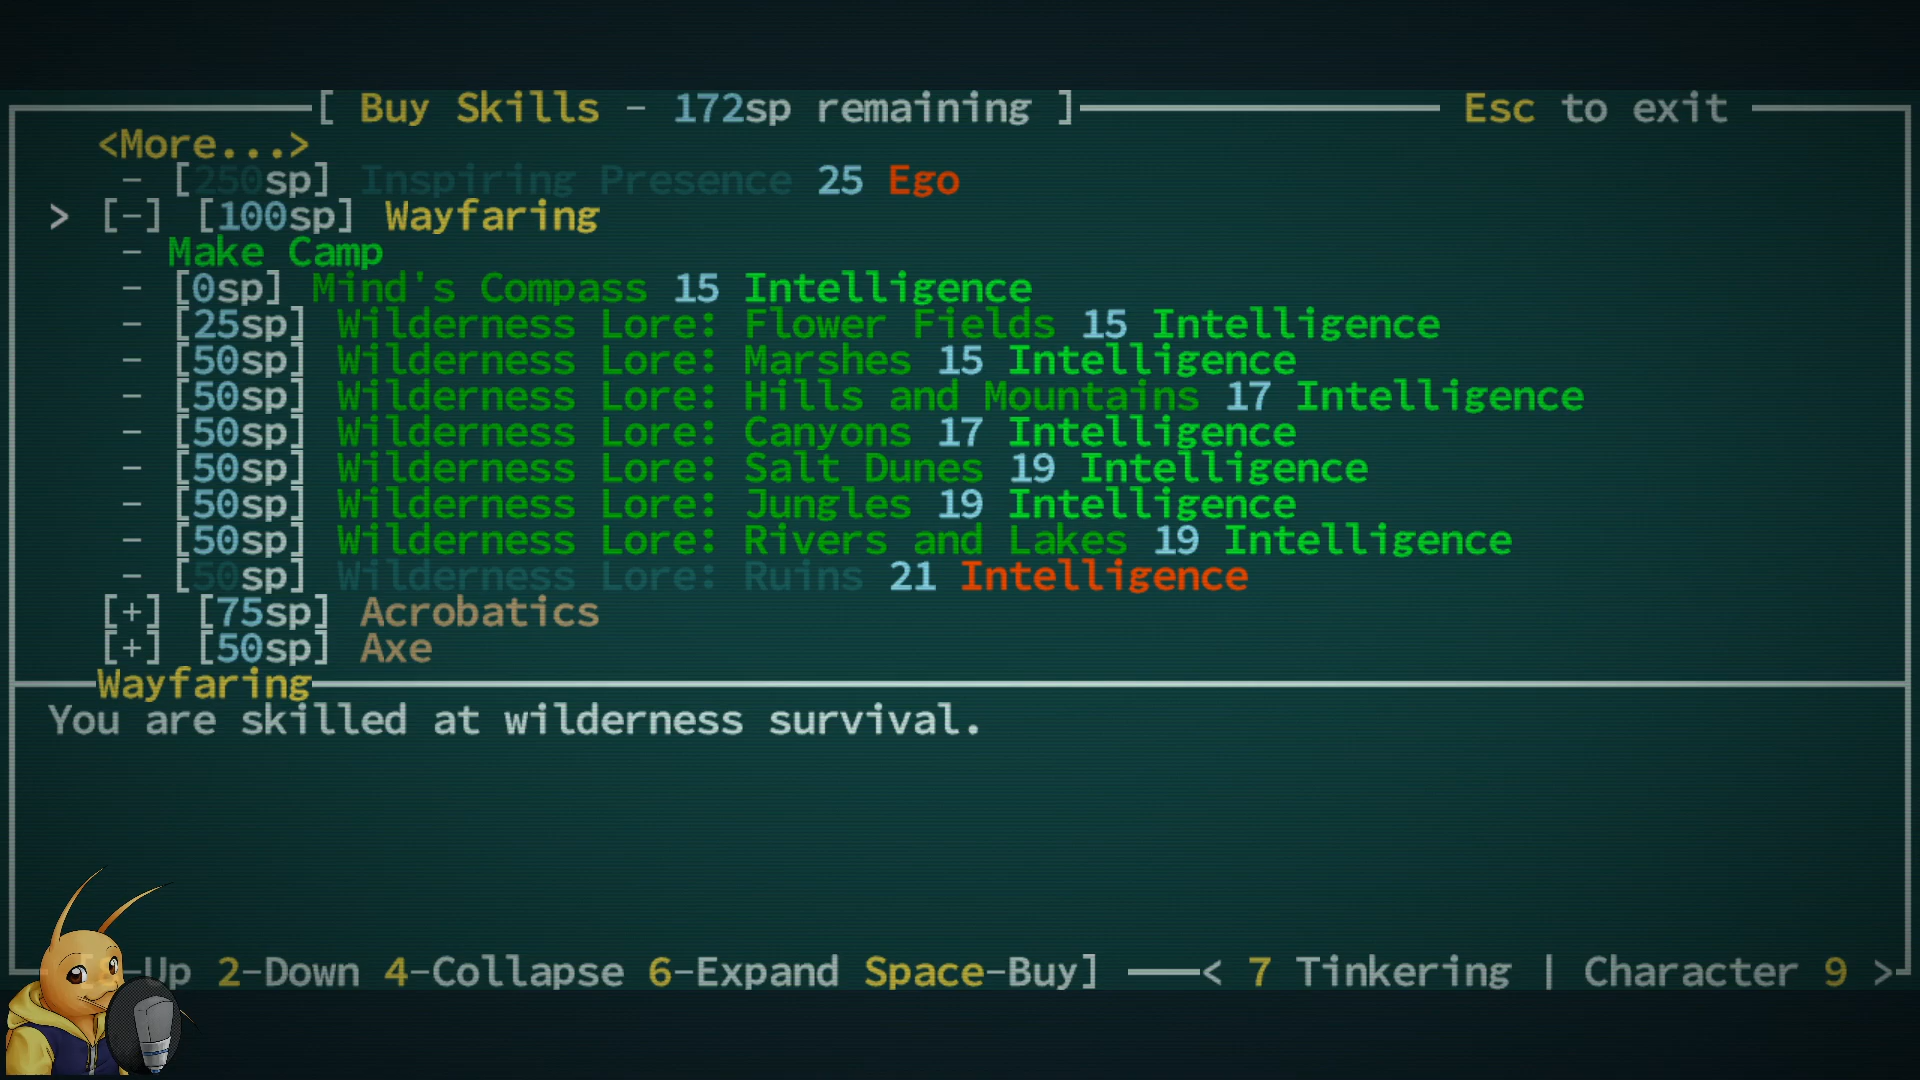 [ Buy Skills - 172sp remaining ] Esc to exit
<More...>
- [250sp] Inspiring Presence 25 Ego
> [-] [100sp] Wayfaring
- Make Camp
- [0sp] Mind's Compass 15 Intelligence
- [25sp] Wilderness Lore: Flower Fields 15 Intelligence
- [50sp] Wilderness Lore: Marshes 15 Intelligence
- [50sp] Wilderness Lore: Hills and Mountains 17 Intelligence
- [50sp] Wilderness Lore: Canyons 17 Intelligence
- [50sp] Wilderness Lore: Salt Dunes 19 Intelligence
- [50sp] Wilderness Lore: Jungles 19 Intelligence
- [50sp] Wilderness Lore: Rivers and Lakes 19 Intelligence
- [50sp] Wilderness Lore: Ruins 21 Intelligence
[+] [75sp] Acrobatics
[+] [50sp] Axe
Wayfaring
You are skilled at wilderness survival.
-Up 2-Down 4-Collapse 6-Expand Space-Buy] < 7 Tinkering | Character 9 >